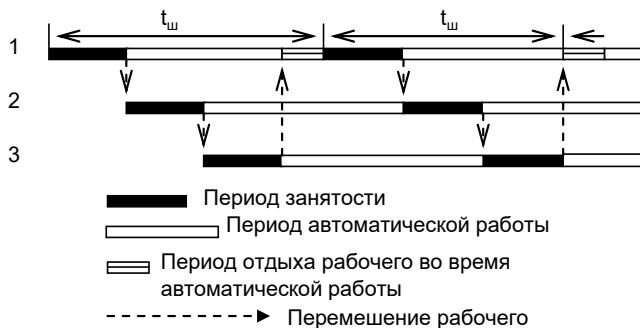 tш tш
1
2
3
Период занятости
Период автоматической работы
Период отдыха рабочего во время
автоматической работы
Перемешение рабочего